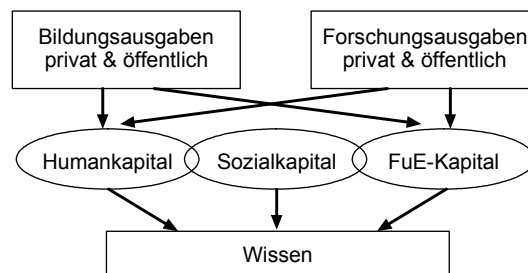 Bildungsausgaben
privat & öffentlich
Forschungsausgaben
privat & öffentlich
Humankapital
Sozialkapital
FuE-Kapital
Wissen